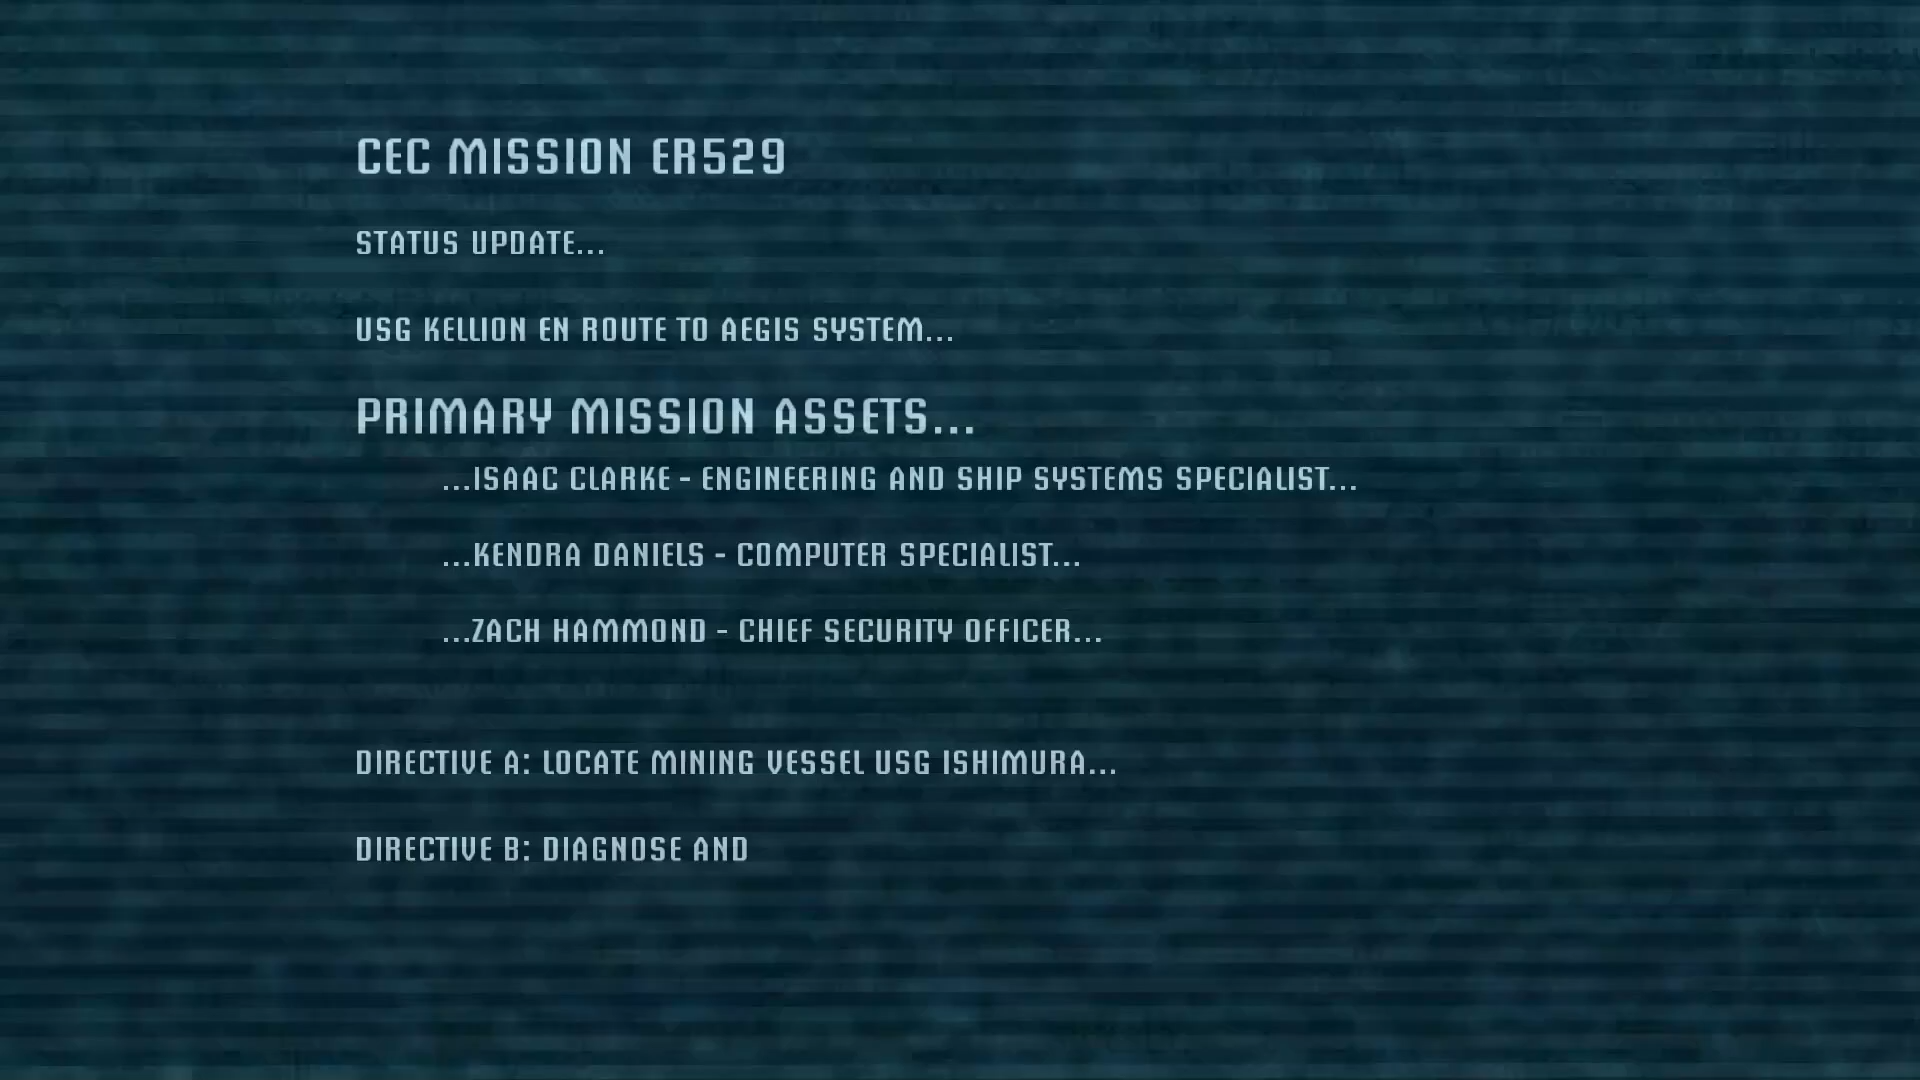 CEC MISSION ER529
STATUS UPDATE...
USG KELLION EN ROUTE TO AEGIS SYSTEM...
PRIMARY MISSION ASSETS...
...ISAAC CLARKE - ENGINEERING AND SHIP SYSTEMS SPECIALIST...
...KENDRA DANIELS - COMPUTER SPECIALIST...
...ZACH HAMMOND - CHIEF SECURITY OFFICER...
DIRECTIVE A: LOCATE MINING VESSEL USG ISHIMURA...
DIRECTIVE B: DIAGNOSE AND